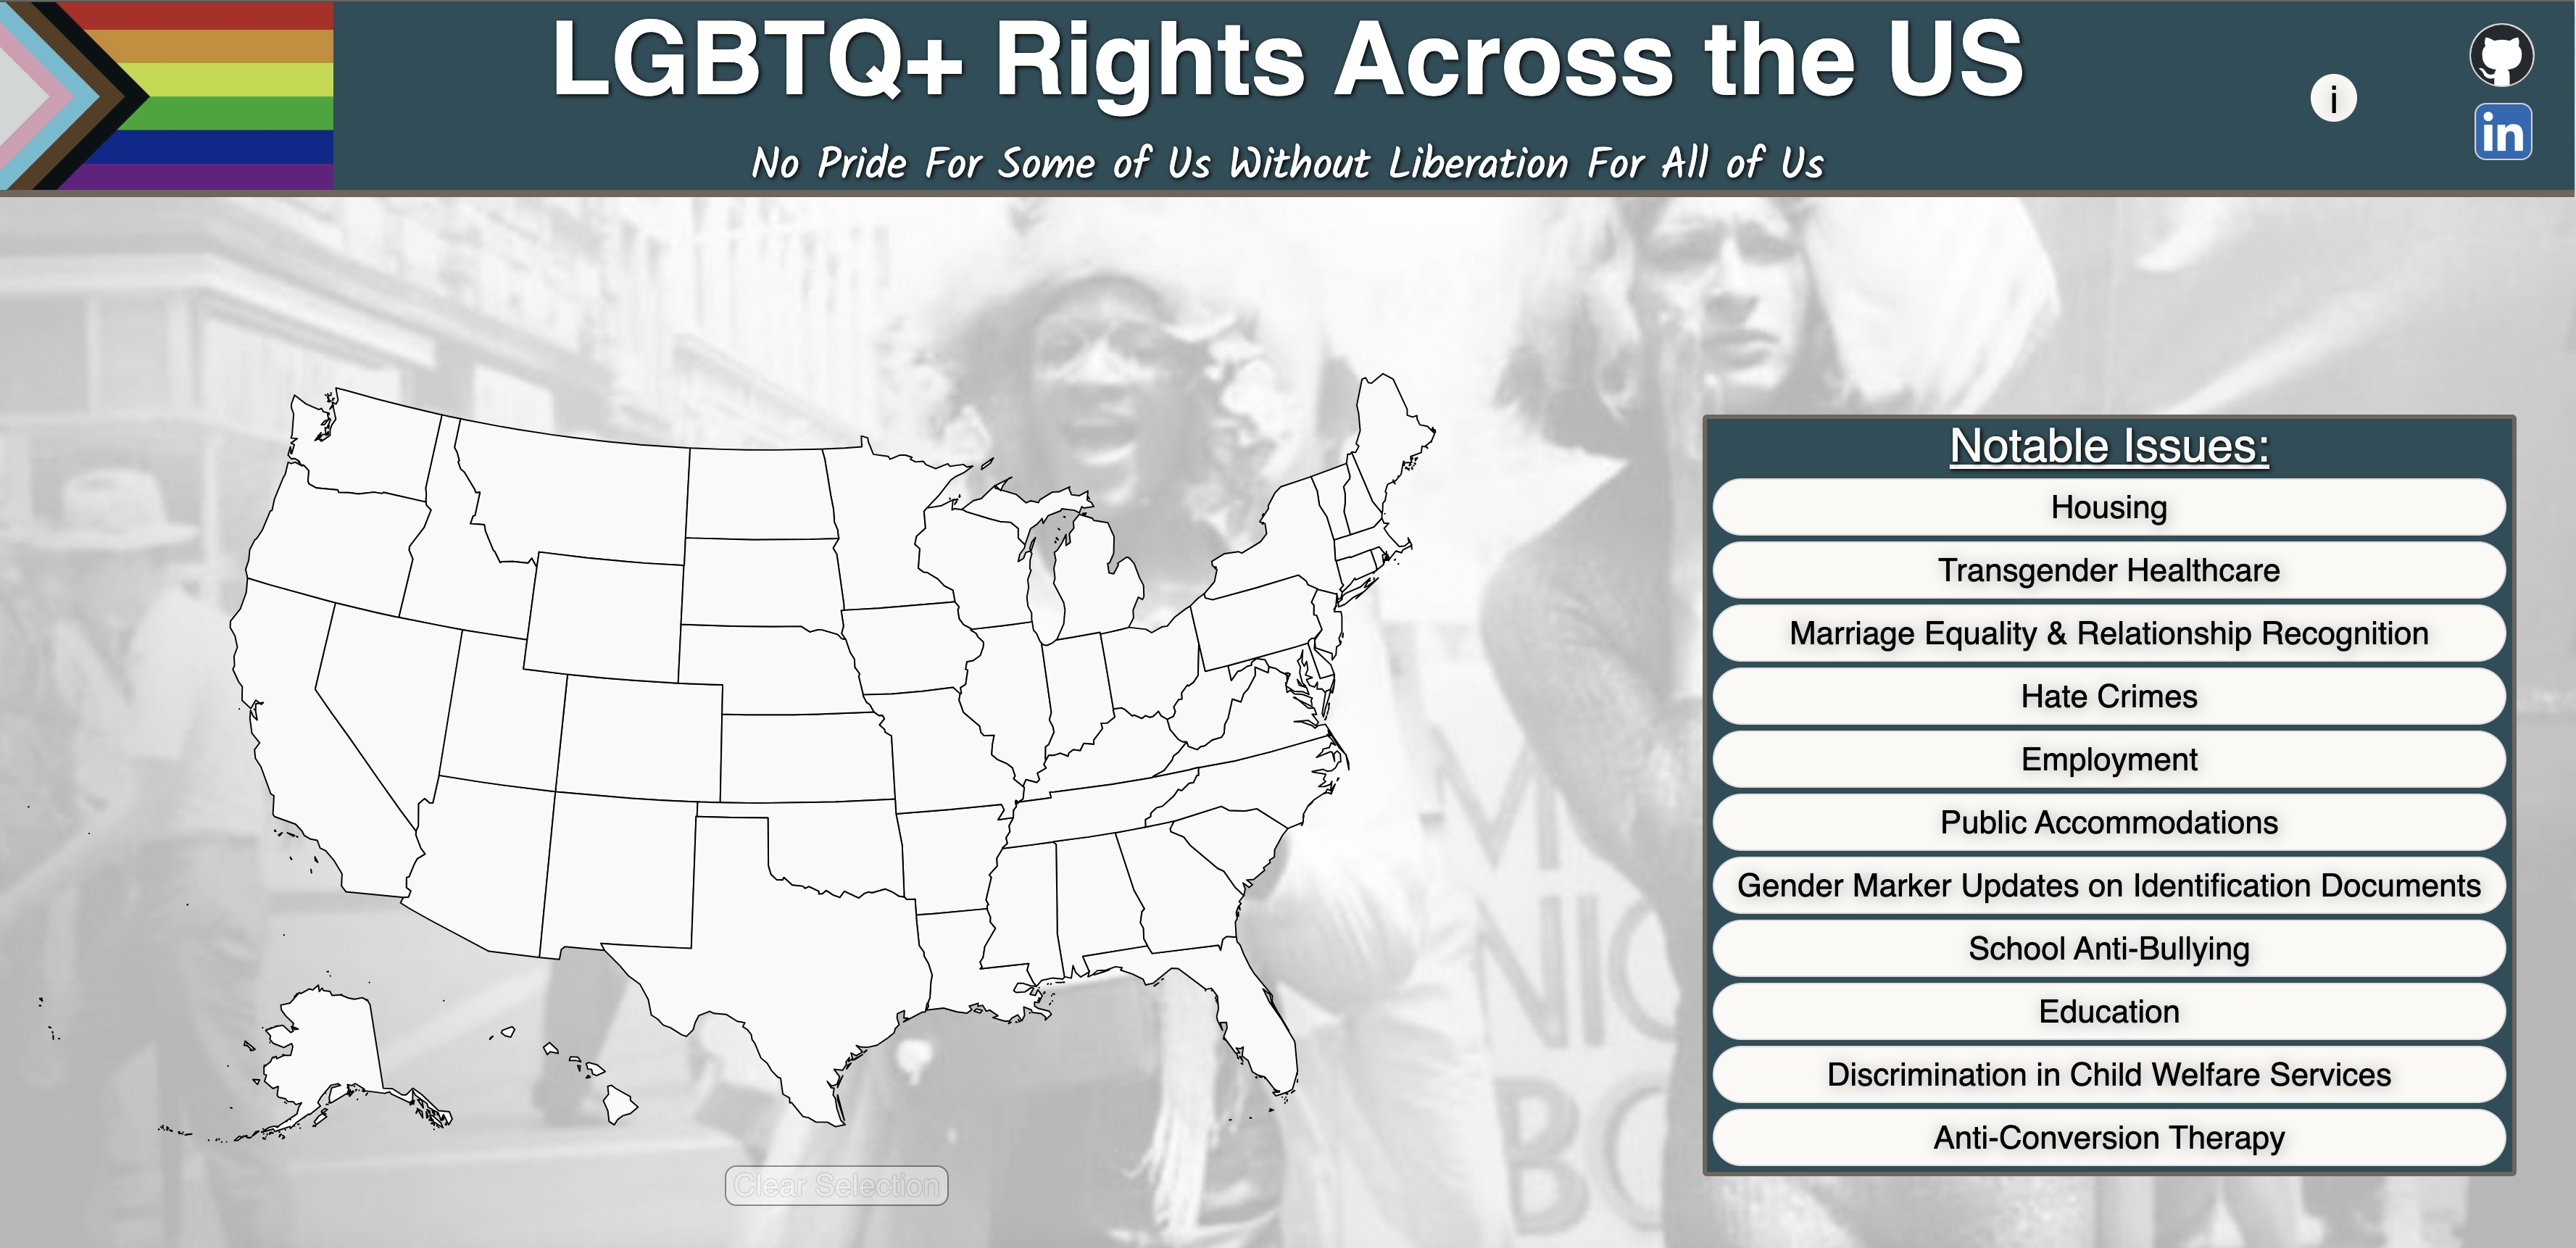 LGBTQ+ Rights Across the US
No Pride For Some of Us Without Liberation For All of Us
i
in
Notable Issues:
Housing
Transgender Healthcare
Marriage Equality & Relationship Recognition
Hate Crimes
Employment
Public Accommodations
Gender Marker Updates on Identification Documents
School Anti-Bullying
Education
Discrimination in Child Welfare Services
Anti-Conversion Therapy
Clear Selection